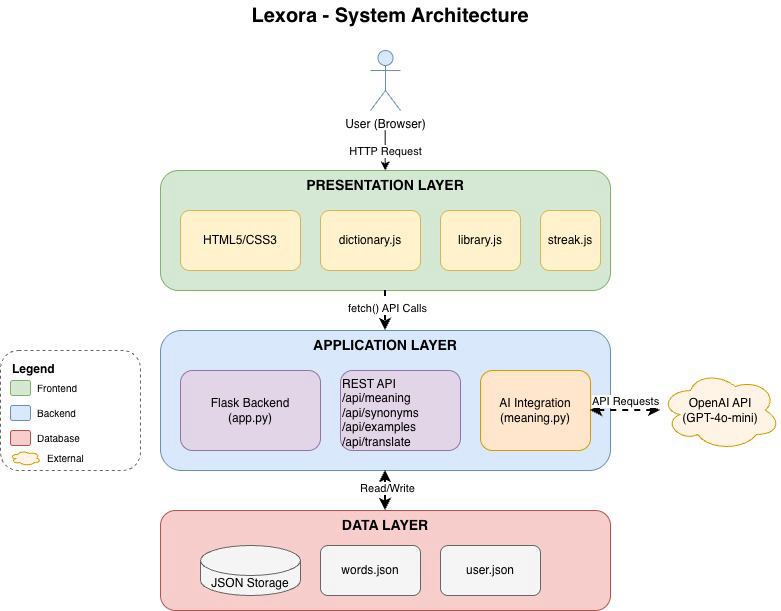 Lexora - System Architecture
User (Browser)
HTTP Request
PRESENTATION LAYER
HTML5/CSS3
dictionary.js
library.js
streak.js
fetch() API Calls
APPLICATION LAYER
Flask Backend
(app.py)
REST API
/api/meaning
/api/synonyms
/api/examples
/api/translate
AI Integration
(meaning.py)
API Requests
OpenAI API
(GPT-4o-mini)
Legend
Frontend
Backend
Database
External
Read/Write
DATA LAYER
JSON Storage
words.json
user.json